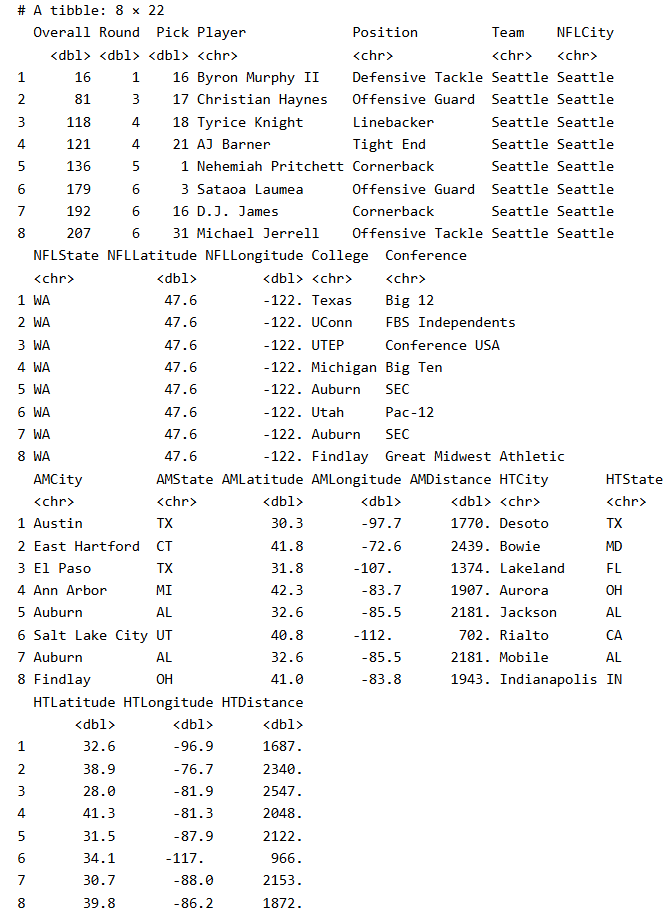 # A tibble: 8 × 22
  Overall Round  Pick Player             Position          Team    NFLCity
    <dbl> <dbl> <dbl> <chr>              <chr>             <chr>   <chr>
1      16     1    16 Byron Murphy II    Defensive Tackle Seattle Seattle
2      81     3    17 Christian Haynes   Offensive Guard  Seattle Seattle
3     118     4    18 Tyrice Knight      Linebacker       Seattle Seattle
4     121     4    21 AJ Barner          Tight End        Seattle Seattle
5     136     5     1 Nehemiah Pritchett Cornerback       Seattle Seattle
6     179     6     3 Sataoa Laumea      Offensive Guard  Seattle Seattle
7     192     6    16 D.J. James         Cornerback       Seattle Seattle
8     207     6    31 Michael Jerrell    Offensive Tackle Seattle Seattle
  NFLState NFLLatitude NFLLongitude College  Conference
  <chr>          <dbl>        <dbl> <chr>    <chr>
1 WA              47.6        -122. Texas    Big 12
2 WA              47.6        -122. UConn    FBS Independents
3 WA              47.6        -122. UTEP     Conference USA
4 WA              47.6        -122. Michigan Big Ten
5 WA              47.6        -122. Auburn   SEC
6 WA              47.6        -122. Utah     Pac-12
7 WA              47.6        -122. Auburn   SEC
8 WA              47.6        -122. Findlay  Great Midwest Athletic
  AMCity         AMState AMLatitude AMLongitude AMDistance HTCity       HTState
  <chr>          <chr>        <dbl>       <dbl>      <dbl> <chr>        <chr>
1 Austin         TX            30.3       -97.7      1770. Desoto       TX
2 East Hartford  CT            41.8       -72.6      2439. Bowie        MD
3 El Paso        TX            31.8      -107.       1374. Lakeland     FL
4 Ann Arbor      MI            42.3       -83.7      1907. Aurora       OH
5 Auburn         AL            32.6       -85.5      2181. Jackson      AL
6 Salt Lake City UT            40.8      -112.        702. Rialto       CA
7 Auburn         AL            32.6       -85.5      2181. Mobile       AL
8 Findlay        OH            41.0       -83.8      1943. Indianapolis IN
  HTLatitude HTLongitude HTDistance
       <dbl>       <dbl>      <dbl>
1       32.6       -96.9      1687.
2       38.9       -76.7      2340.
3       28.0       -81.9      2547.
4       41.3       -81.3      2048.
5       31.5       -87.9      2122.
6       34.1      -117.        966.
7       30.7       -88.0      2153.
8       39.8       -86.2      1872.